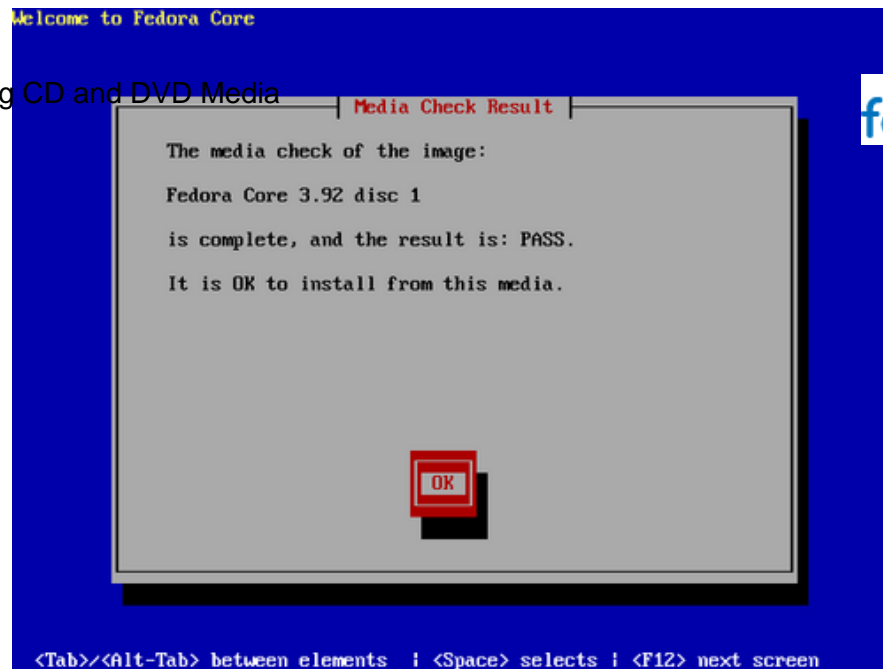 Welcome to Fedora Core
g CD and DVD Media
Media Check Result
The media check of the image:
Fedora Core 3.92 disc 1
is complete, and the result is: PASS.
It is OK to install from this media.
OK
<Tab>/<Alt-Tab> between elements | <Space> selects | <F12> next screen